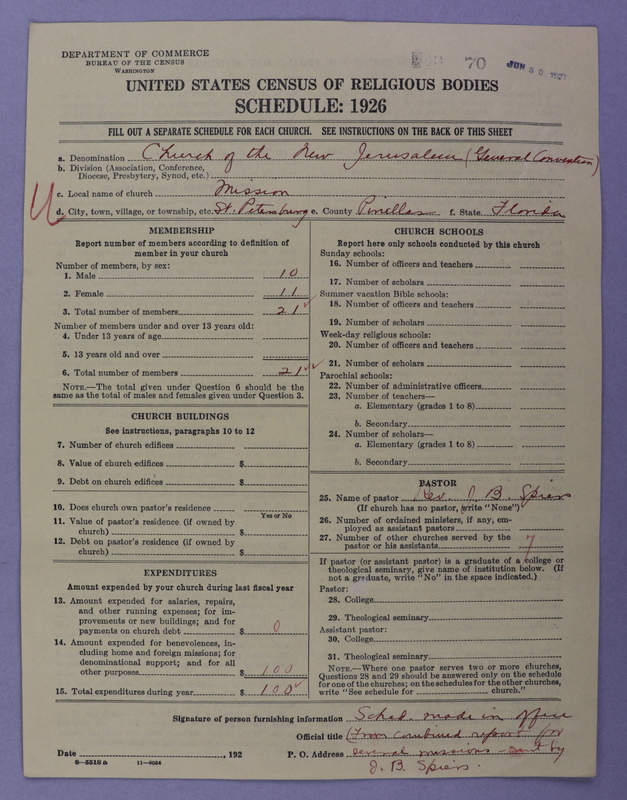 DEPARTMENT OF COMMERCE
BUREAU OF THE CENSUS
WASHINGTON
70
JUN 30 1927
UNITED STATES CENSUS OF RELIGIOUS BODIES
SCHEDULE: 1926
FILL OUT A SEPARATE SCHEDULE FOR EACH CHURCH. SEE INSTRUCTIONS ON THE BACK OF THIS SHEET
a. Denomination Church of the New Jerusalem (General Convention)
b. Division (Association, Conference,
Diocese, Presbytery, Synod, etc.)
c. Local name of church Mission
d. City, town, village, or township, etc. St. Petersburg e. County Pinellas f. State Florida
MEMBERSHIP
Report number of members according to definition of
member in your church
Number of members, by sex:
1. Male 10
2. Female 11
3. Total number of members 21
Number of members under and over 13 years old:
4. Under 13 years of age
5. 13 years old and over
6. Total number of members 21
NOTE.—The total given under Question 6 should be the
same as the total of males and females given under Question 3.
CHURCH BUILDINGS
See instructions, paragraphs 10 to 12
7. Number of church edifices
8. Value of church edifices $
9. Debt on church edifices $
10. Does church own pastor's residence
Yes or No
11. Value of pastor's residence (if owned by
church) $
12. Debt on pastor's residence (if owned by
church) $
EXPENDITURES
Amount expended by your church during last fiscal year
13. Amount expended for salaries, repairs,
and other running expenses; for im-
provements or new buildings; and for
payments on church debt $ 0
14. Amount expended for benevolences, in-
cluding home and foreign missions; for
denominational support; and for all
other purposes $ 100
15. Total expenditures during year $ 100
CHURCH SCHOOLS
Report here only schools conducted by this church
Sunday schools:
16. Number of officers and teachers
17. Number of scholars
Summer vacation Bible schools:
18. Number of officers and teachers
19. Number of scholars
Week-day religious schools:
20. Number of officers and teachers
21. Number of scholars
Parochial schools:
22. Number of administrative officers
23. Number of teachers—
a. Elementary (grades 1 to 8)
b. Secondary
24. Number of scholars—
a. Elementary (grades 1 to 8)
b. Secondary
PASTOR
25. Name of pastor Rev. J. B. Spiers
(If church has no pastor, write "None")
26. Number of ordained ministers, if any, em-
ployed as assistant pastors
27. Number of other churches served by the
pastor or his assistants 7
If pastor (or assistant pastor) is a graduate of a college or
theological seminary, give name of institution below. (If
not a graduate, write "No" in the space indicated.)
Pastor:
28. College
29. Theological seminary
Assistant pastor:
30. College
31. Theological seminary
NOTE.—Where one pastor serves two or more churches,
Questions 28 and 29 should be answered only on the schedule
for one of the churches; on the schedules for the other churches,
write "See schedule for church."
Signature of person furnishing information Sched. made in office
Official title (From combined report for
Date , 192 P. O. Address several missions - sent by
J. B. Spiers.
8—5518 a 11—9034